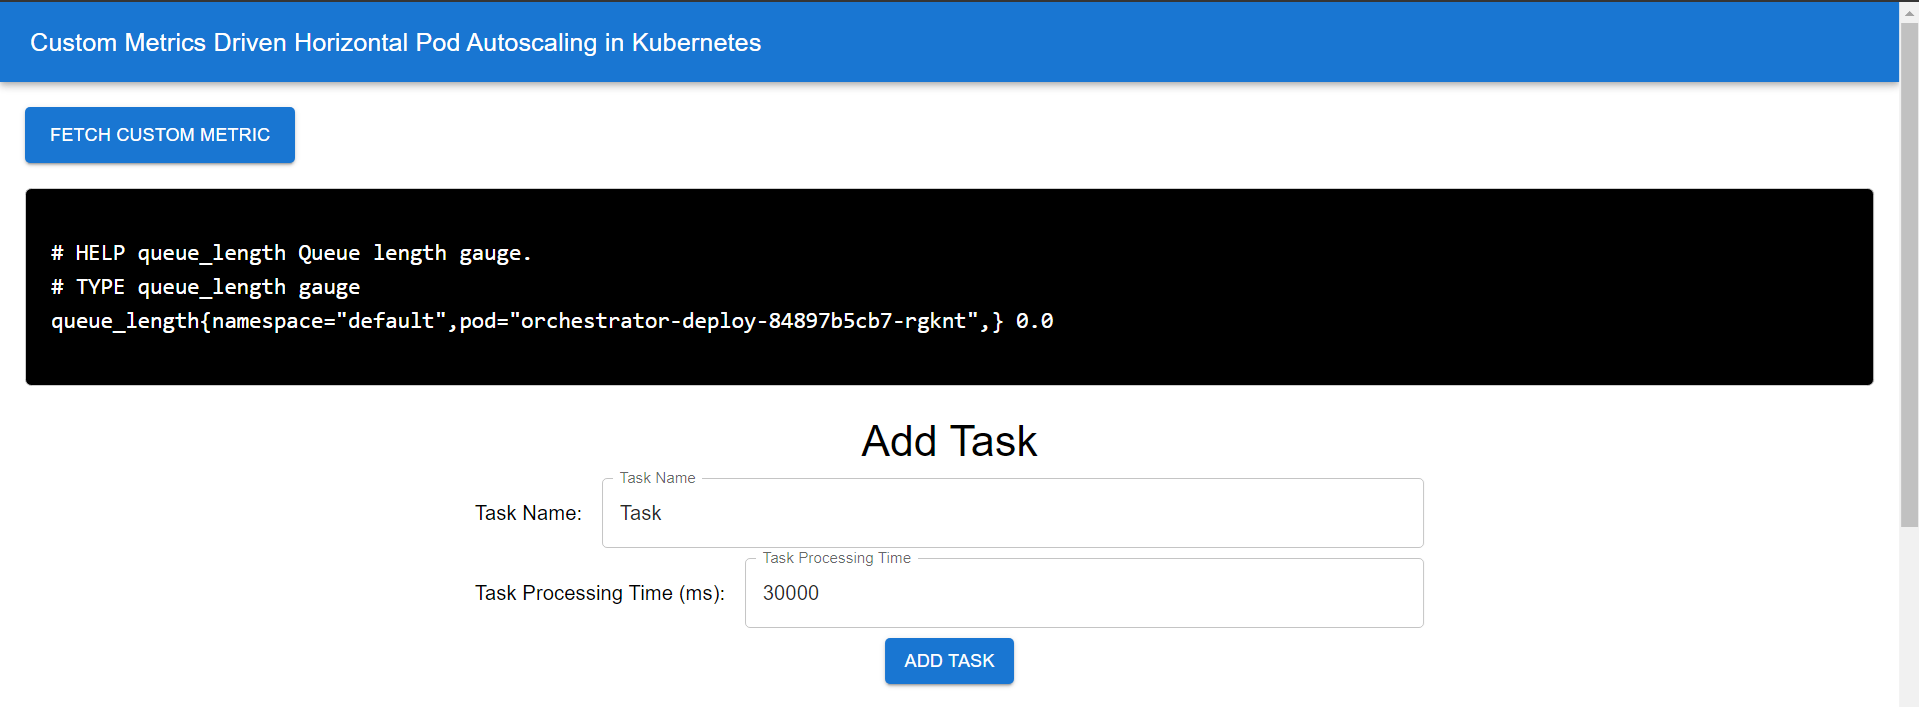 Custom Metrics Driven Horizontal Pod Autoscaling in Kubernetes
FETCH CUSTOM METRIC
# HELP queue_length Queue length gauge.
# TYPE queue_length gauge
queue_length{namespace="default",pod="orchestrator-deploy-84897b5cb7-rgknt",} 0.0
Add Task
Task Name
Task Name: Task
Task Processing Time
Task Processing Time (ms): 30000
ADD TASK